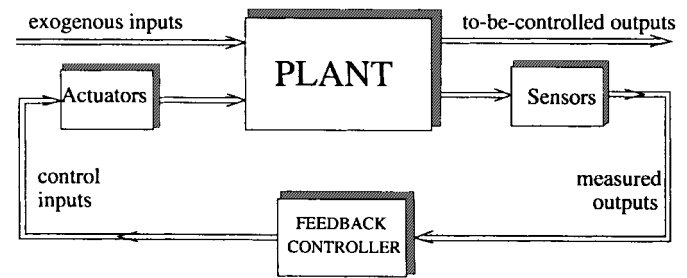 exogenous inputs
to-be-controlled outputs
PLANT
Actuators
Sensors
control
inputs
measured
outputs
FEEDBACK
CONTROLLER